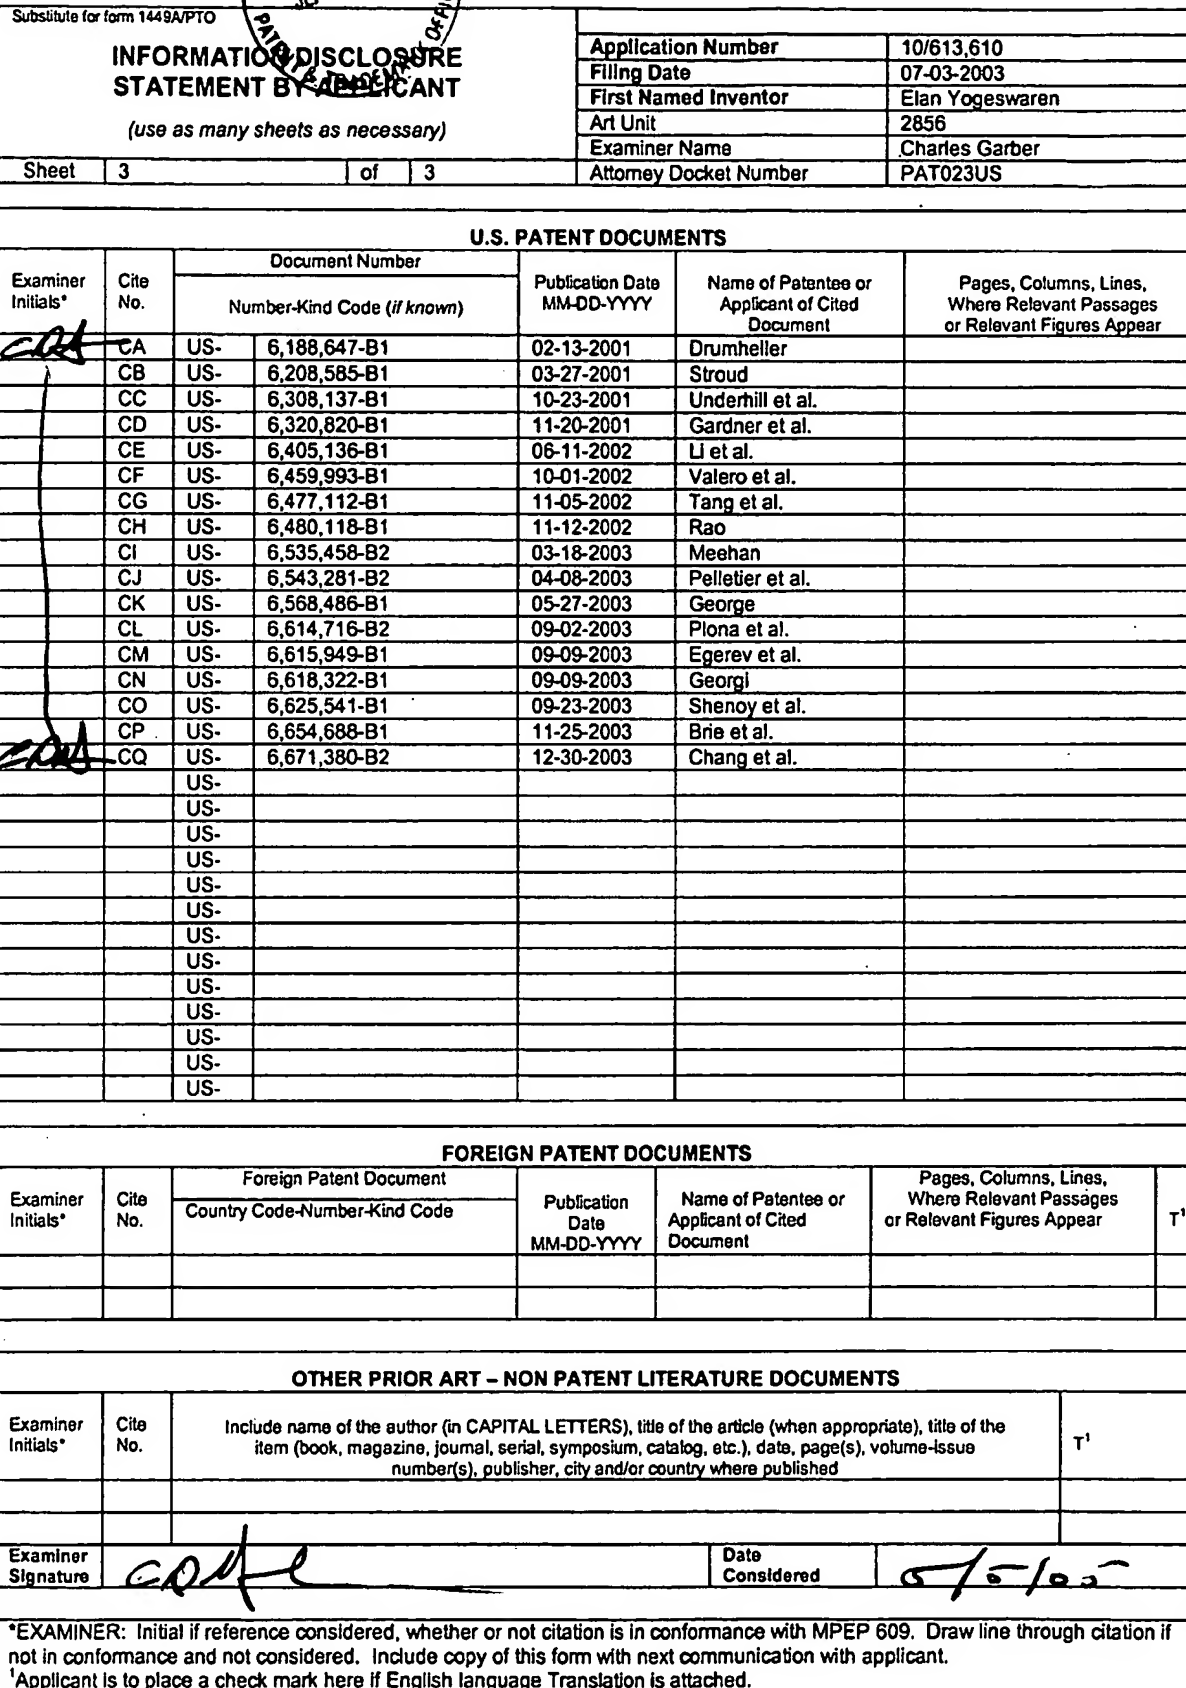 Substitute for form 1449A/PTO
PATENT & TRADEMARK OFFI
INFORMATION DISCLOSURE
STATEMENT BY APPLICANT
(use as many sheets as necessary)
Sheet 3 of 3
Application Number 10/613,610
Filing Date 07-03-2003
First Named Inventor Elan Yogeswaren
Art Unit 2856
Examiner Name Charles Garber
Attorney Docket Number PAT023US
U.S. PATENT DOCUMENTS
Examiner Initials* Cite No. Document Number Number-Kind Code (if known) Publication Date MM-DD-YYYY Name of Patentee or Applicant of Cited Document Pages, Columns, Lines, Where Relevant Passages or Relevant Figures Appear
CA US- 6,188,647-B1 02-13-2001 Drumheller
CB US- 6,208,585-B1 03-27-2001 Stroud
CC US- 6,308,137-B1 10-23-2001 Underhill et al.
CD US- 6,320,820-B1 11-20-2001 Gardner et al.
CE US- 6,405,136-B1 06-11-2002 Li et al.
CF US- 6,459,993-B1 10-01-2002 Valero et al.
CG US- 6,477,112-B1 11-05-2002 Tang et al.
CH US- 6,480,118-B1 11-12-2002 Rao
CI US- 6,535,458-B2 03-18-2003 Meehan
CJ US- 6,543,281-B2 04-08-2003 Pelletier et al.
CK US- 6,568,486-B1 05-27-2003 George
CL US- 6,614,716-B2 09-02-2003 Plona et al.
CM US- 6,615,949-B1 09-09-2003 Egerev et al.
CN US- 6,618,322-B1 09-09-2003 Georgi
CO US- 6,625,541-B1 09-23-2003 Shenoy et al.
CP US- 6,654,688-B1 11-25-2003 Brie et al.
CQ US- 6,671,380-B2 12-30-2003 Chang et al.
US-
US-
US-
US-
US-
US-
US-
US-
US-
US-
US-
US-
US-
FOREIGN PATENT DOCUMENTS
Examiner Initials* Cite No. Foreign Patent Document Country Code-Number-Kind Code Publication Date MM-DD-YYYY Name of Patentee or Applicant of Cited Document Pages, Columns, Lines, Where Relevant Passages or Relevant Figures Appear T1
OTHER PRIOR ART – NON PATENT LITERATURE DOCUMENTS
Examiner Initials* Cite No. Include name of the author (in CAPITAL LETTERS), title of the article (when appropriate), title of the
item (book, magazine, journal, serial, symposium, catalog, etc.), date, page(s), volume-issue
number(s), publisher, city and/or country where published T1
Examiner Signature Date Considered 5/5/05
*EXAMINER: Initial if reference considered, whether or not citation is in conformance with MPEP 609. Draw line through citation if
not in conformance and not considered. Include copy of this form with next communication with applicant.
1Applicant is to place a check mark here if English language Translation is attached.